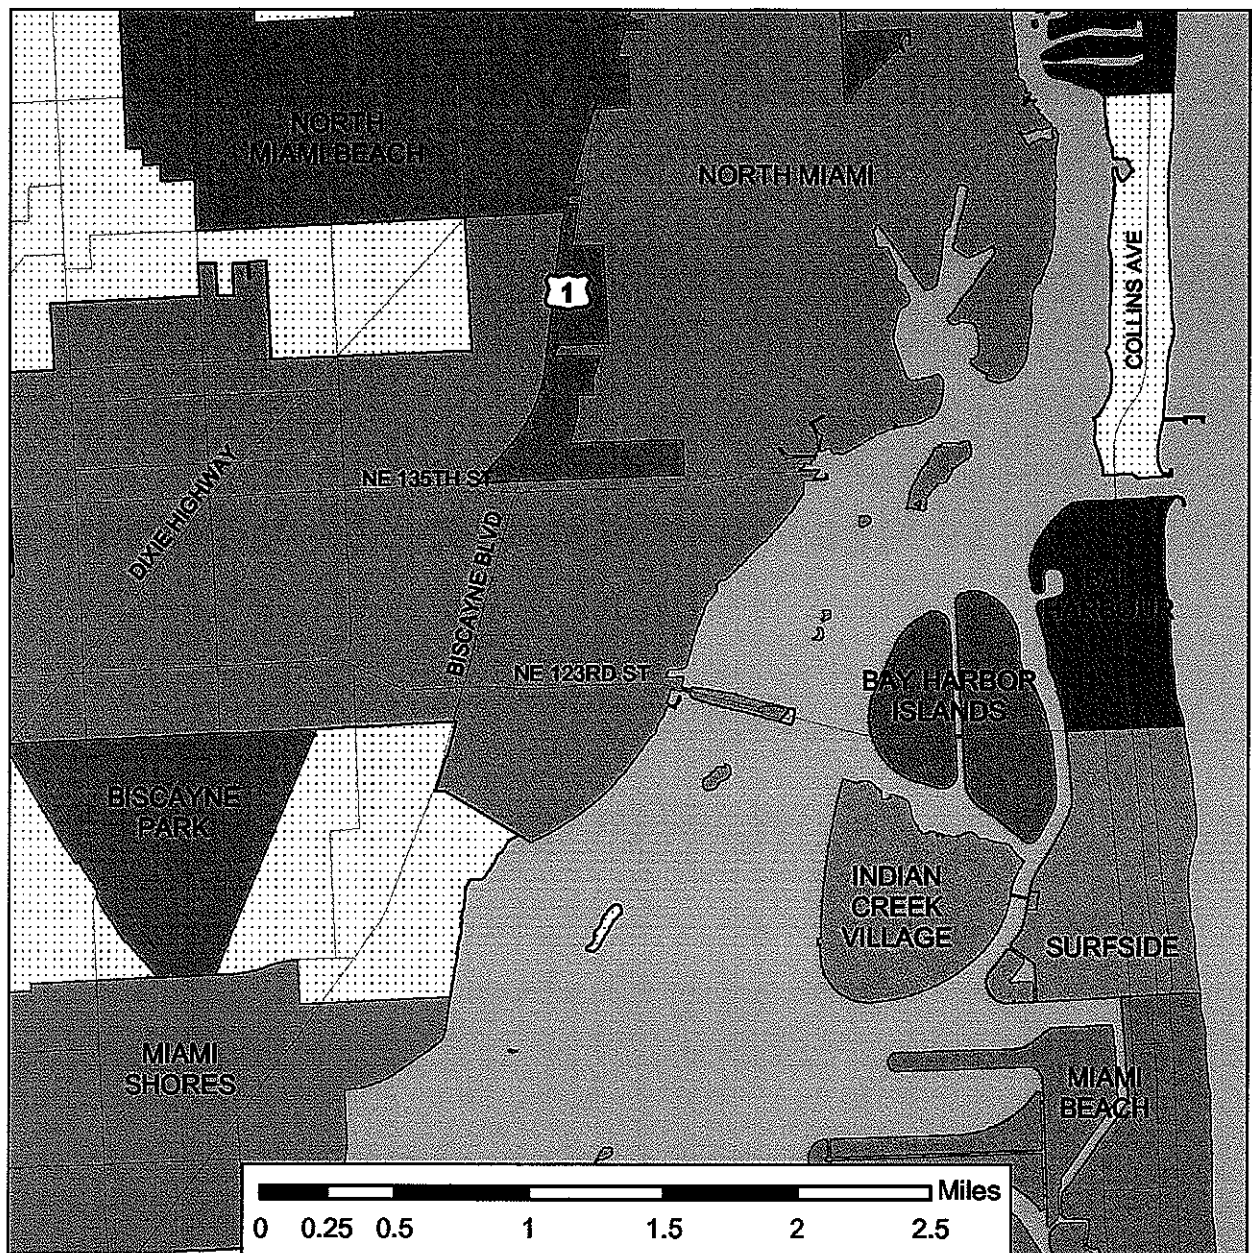 NORTH
MIAMI BEACH
NORTH MIAMI
COLLINS AVE
1
DIXIE HIGHWAY
NE 135TH ST
BISCAYNE BLVD
NE 123RD ST
BAY HARBOR
ISLANDS
BISCAYNE
PARK
INDIAN
CREEK
VILLAGE
SURFSIDE
MIAMI
SHORES
MIAMI
BEACH
Miles
0 0.25 0.5 1 1.5 2 2.5